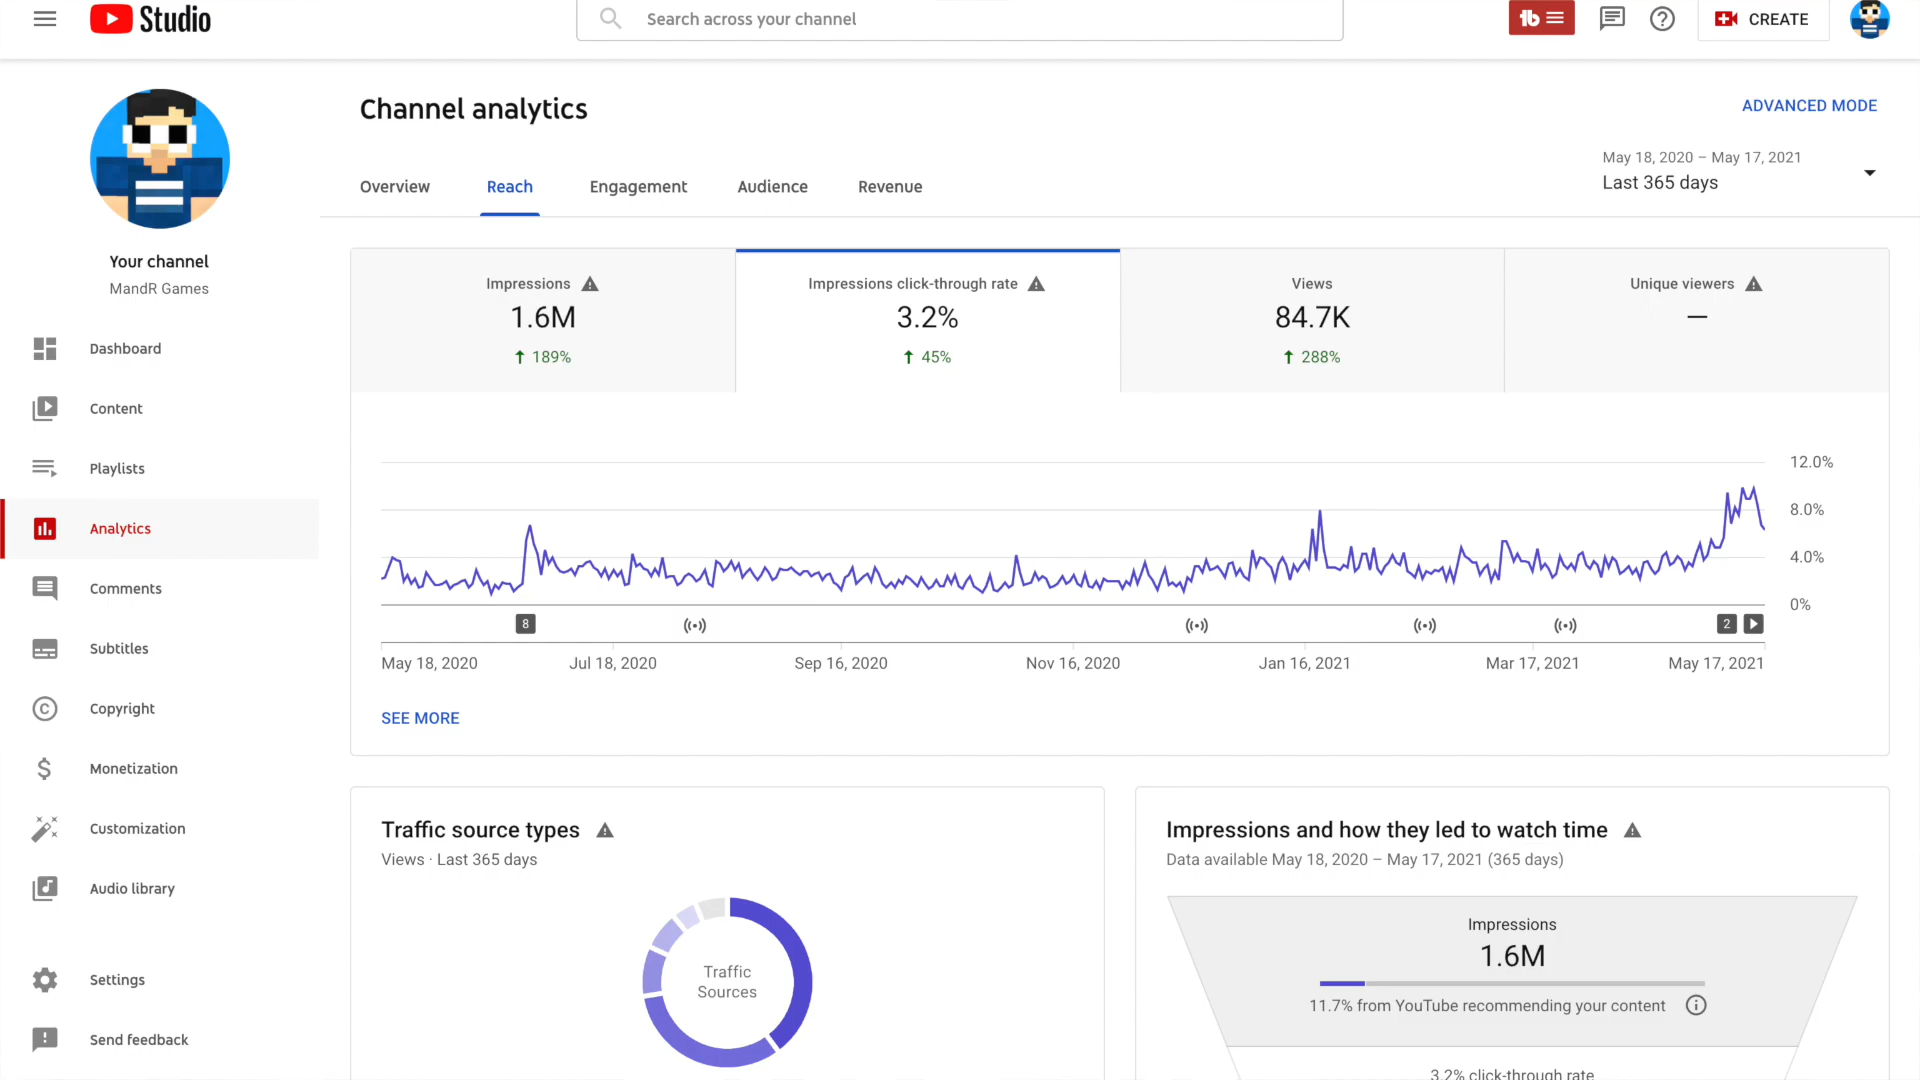 Studio
Search across your channel
CREATE
Your channel
MandR Games
Dashboard
Content
Playlists
Analytics
Comments
Subtitles
Copyright
Monetization
Customization
Audio library
Settings
Send feedback
Channel analytics
ADVANCED MODE
May 18, 2020 – May 17, 2021
Last 365 days
Overview
Reach
Engagement
Audience
Revenue
Impressions
1.6M
189%
Impressions click-through rate
3.2%
45%
Views
84.7K
288%
Unique viewers
—
12.0%
8.0%
4.0%
0%
8
2
May 18, 2020
Jul 18, 2020
Sep 16, 2020
Nov 16, 2020
Jan 16, 2021
Mar 17, 2021
May 17, 2021
SEE MORE
Traffic source types
Views · Last 365 days
Traffic
Sources
Impressions and how they led to watch time
Data available May 18, 2020 – May 17, 2021 (365 days)
Impressions
1.6M
11.7% from YouTube recommending your content
3.2% click-through rate